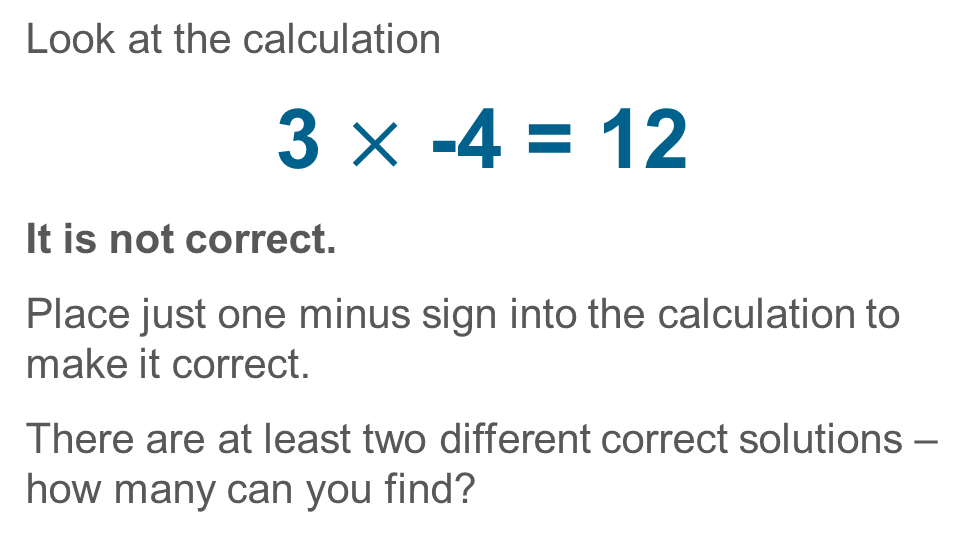 Look at the calculation
3 × -4 = 12
It is not correct.
Place just one minus sign into the calculation to
make it correct.
There are at least two different correct solutions –
how many can you find?